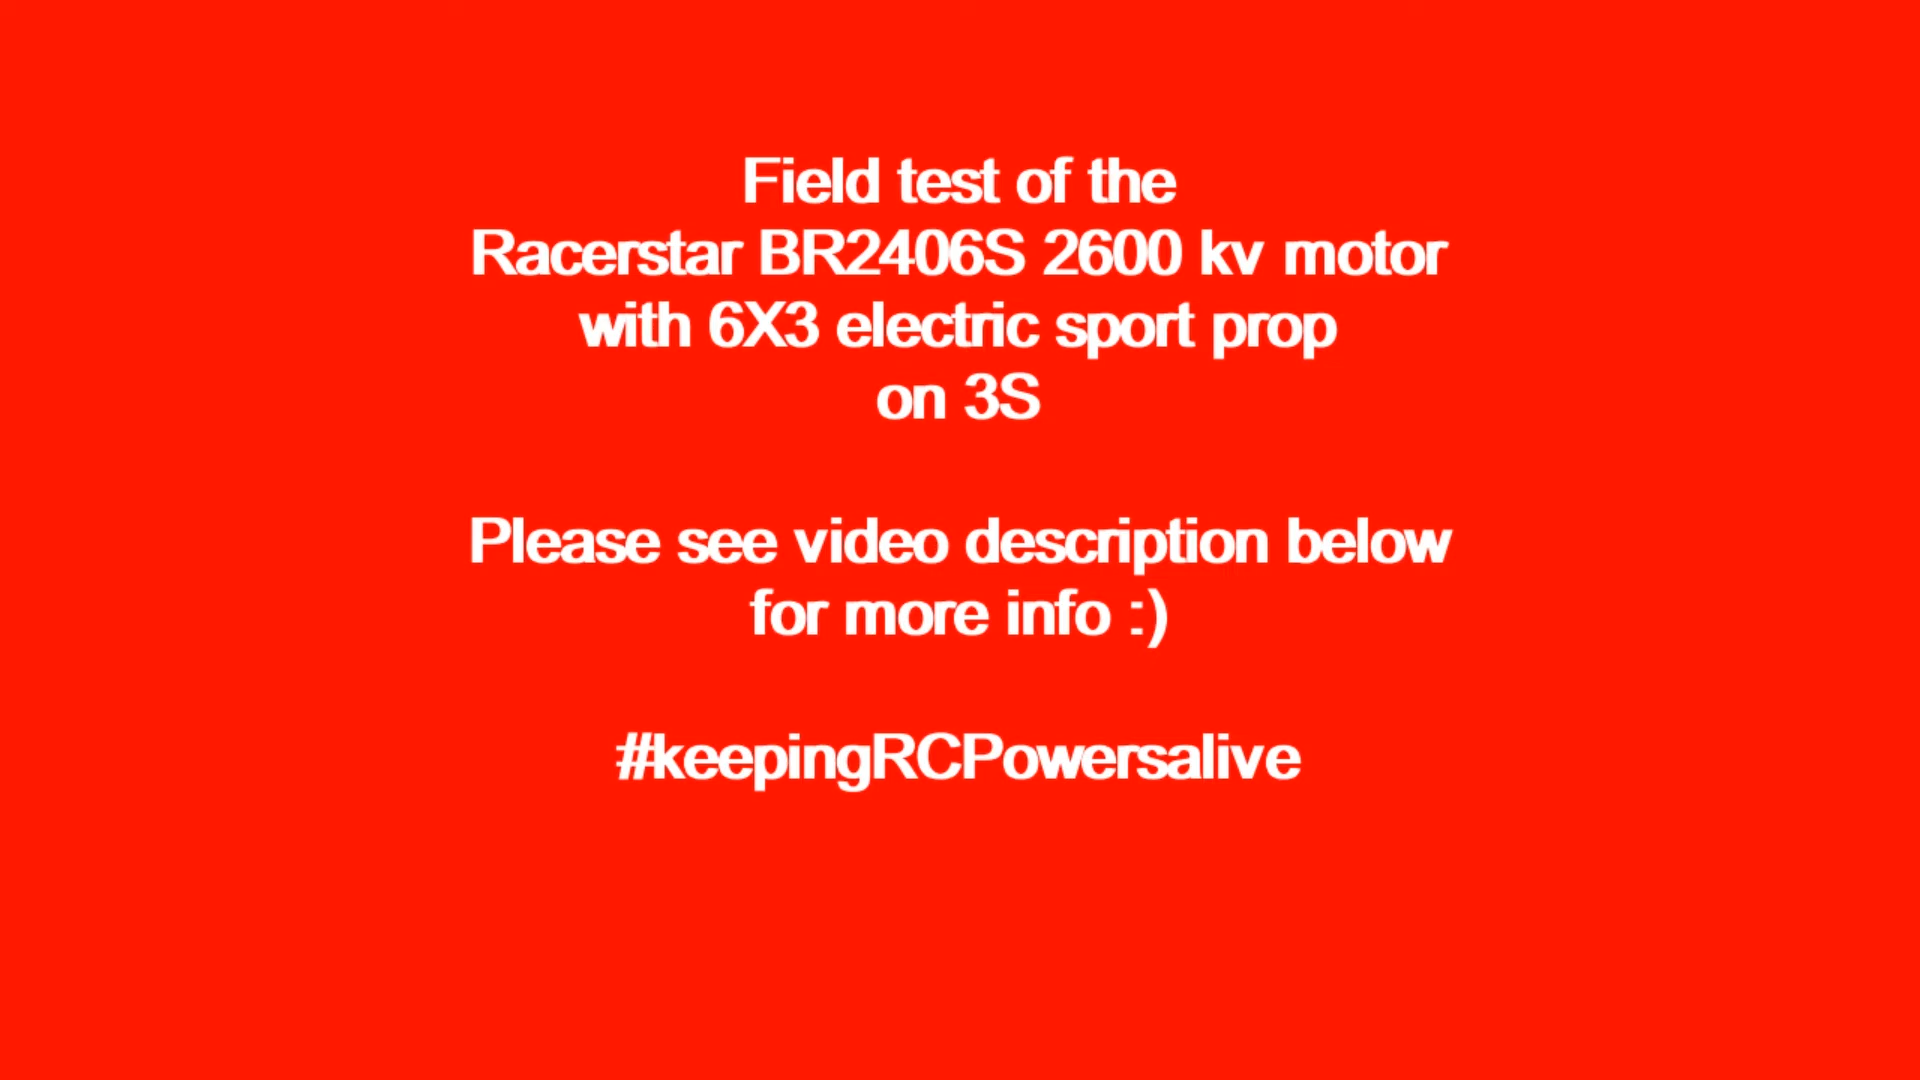 Field test of the
Racerstar BR2406S 2600 kv motor
with 6X3 electric sport prop
on 3S
Please see video description below
for more info :)
#keepingRCPowersalive